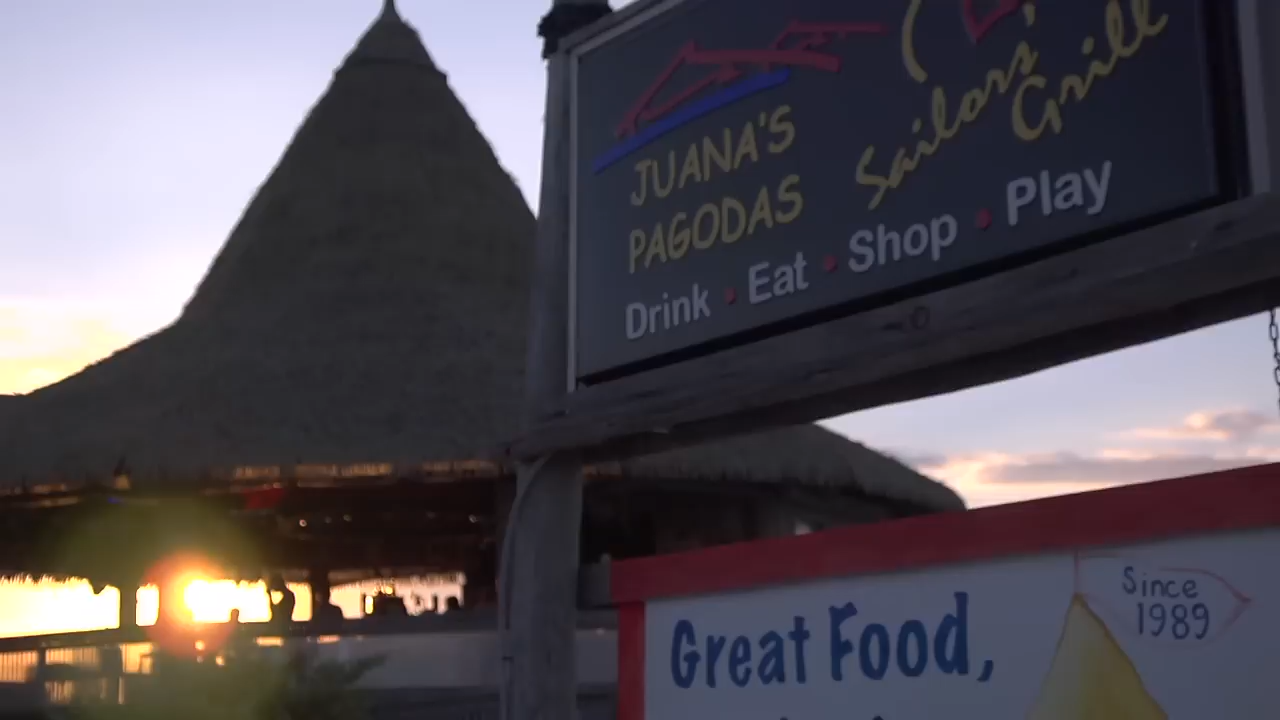 JUANA'S
PAGODAS
Sailors'
Grill
Drink • Eat • Shop • Play
Since
1989
Great Food,